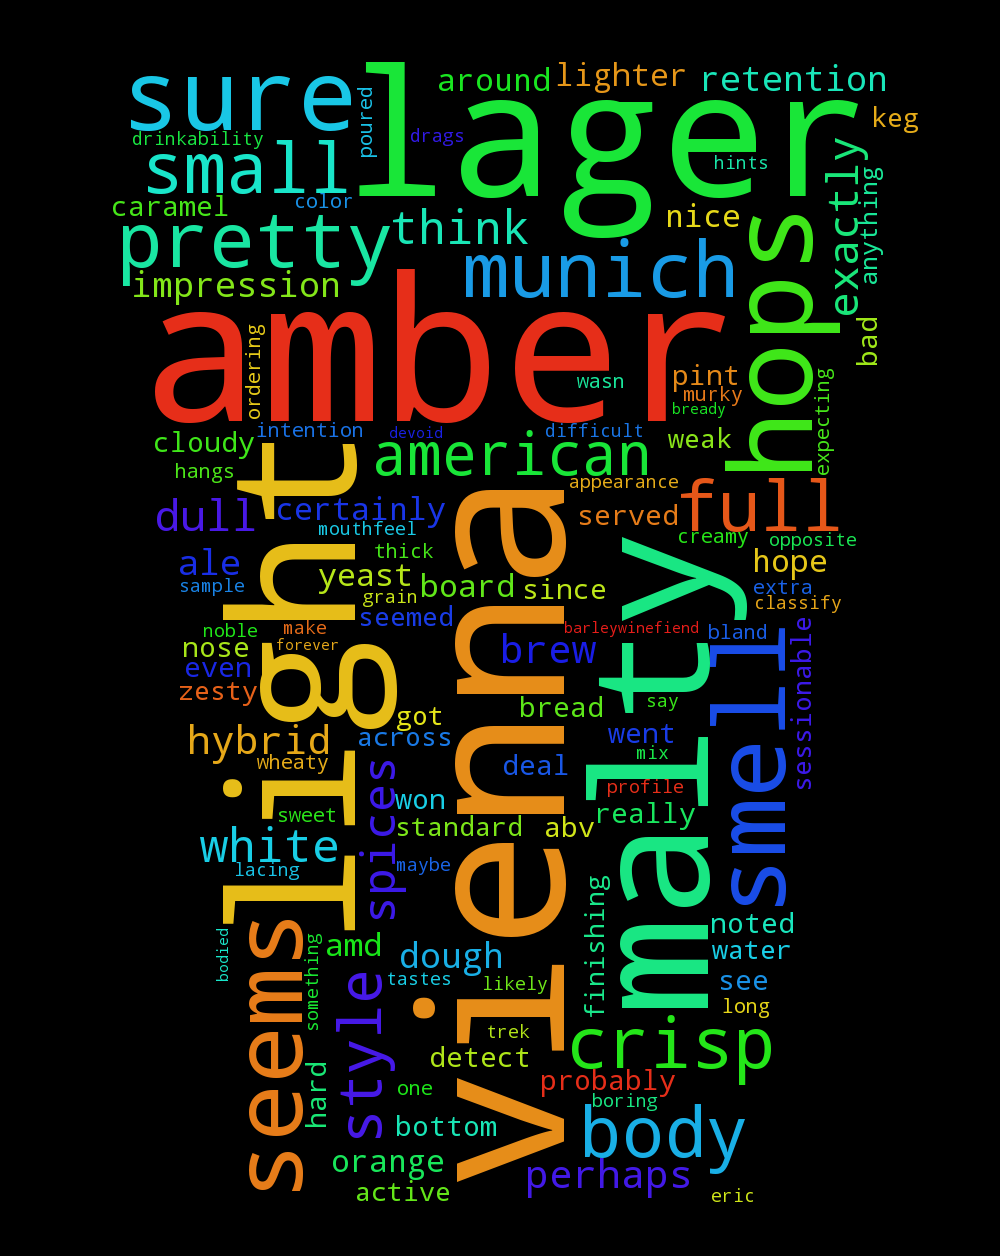 sure
lager
around
lighter
retention
keg
poured
drinkability
drags
hints
small
exactly
anything
caramel
color
pretty
think
nice
hops
munich
impression
amber
bad
ordering
wasn
pint
murky
bready
expecting
intention
devoid
difficult
cloudy
american
weak
hangs
light
appearance
full
dull
certainly
served
mouthfeel
vienna
creamy
opposite
thick
malty
ale
hope
yeast
board
since
sample
grain
extra
classify
seemed
noble
make
barleywinefiend
bland
smell
sessionable
nose
forever
brew
even
zesty
say
got
bread
hybrid
across
went
mix
wheaty
deal
spices
won
profile
sweet
really
white
standard
abv
lacing
maybe
finishing
seems
noted
bodied
something
amd
dough
water
style
tastes
likely
see
long
trek
crisp
detect
hard
one
probably
boring
bottom
body
orange
perhaps
active
eric